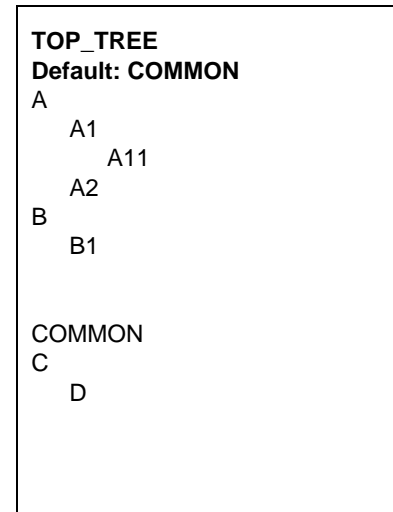 TOP_TREE
Default: COMMON
A
A1
A11
A2
B
B1
COMMON
C
D